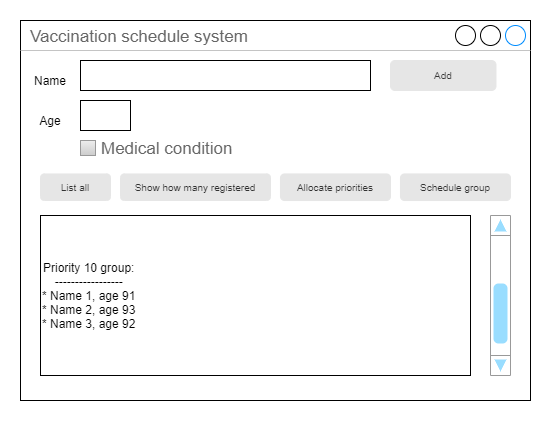 Vaccination schedule system
Name
Add
Age
Medical condition
List all
Show how many registered
Allocate priorities
Schedule group
Priority 10 group:
-----------------
* Name 1, age 91
* Name 2, age 93
* Name 3, age 92